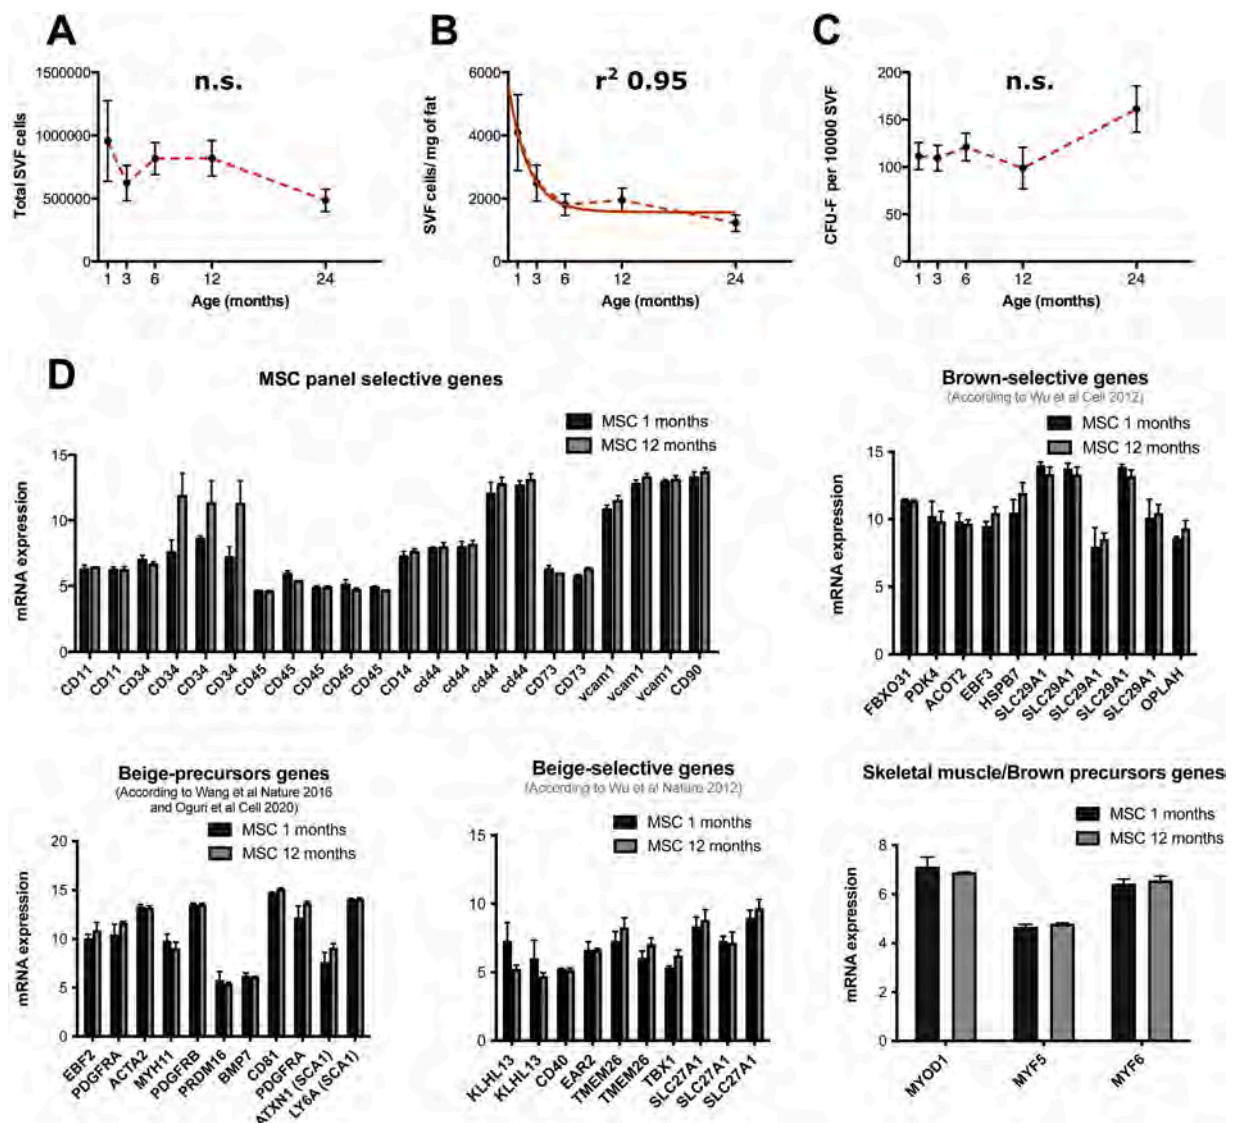 A
n.s.
Total SVF cells
1500000
1000000
500000
0
1 3 6 12 24
Age (months)
B
r² 0.95
SVF cells/ mg of fat
6000
4000
2000
0
1 3 6 12 24
Age (months)
C
n.s.
CFU-F per 10000 SVF
200
150
100
50
0
1 3 6 12 24
Age (months)
D
MSC panel selective genes
MSC 1 months
MSC 12 months
mRNA expression
15
10
5
0
CD11 CD11 CD34 CD34 CD34 CD34 CD45 CD45 CD45 CD45 CD45 CD14 cd44 cd44 cd44 cd44 CD73 CD73 vcam1 vcam1 vcam1 CD90
Brown-selective genes
(According to Wu et al Cell 2012)
MSC 1 months
MSC 12 months
mRNA expression
15
10
5
0
FBXO31 PDK4 ACOT2 EBF3 HSPB7 SLC29A1 SLC29A1 SLC29A1 SLC29A1 SLC29A1 OPLAH
Beige-precursors genes
(According to Wang et al Nature 2016
and Oguri et al Cell 2020)
MSC 1 months
MSC 12 months
mRNA expression
20
15
10
5
0
EBF2 PDGFRA ACTA2 MYH11 PDGFRB PRDM16 BMP7 CD81 PDGFRA ATXN1 (SCA1) LY6A (SCA1)
Beige-selective genes
(According to Wu et al Nature 2012)
MSC 1 months
MSC 12 months
mRNA expression
15
10
5
0
KLHL13 KLHL13 CD40 EAR2 TMEM26 TMEM26 TBX1 SLC27A1 SLC27A1 SLC27A1
Skeletal muscle/Brown precursors genes
MSC 1 months
MSC 12 months
mRNA expression
8
6
4
2
0
MYOD1 MYF5 MYF6